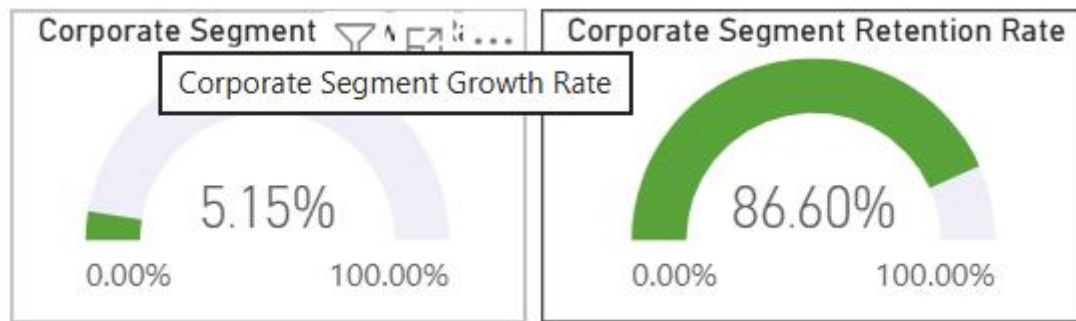 Corporate Segment
Corporate Segment Growth Rate
5.15%
0.00% 100.00%
Corporate Segment Retention Rate
86.60%
0.00% 100.00%